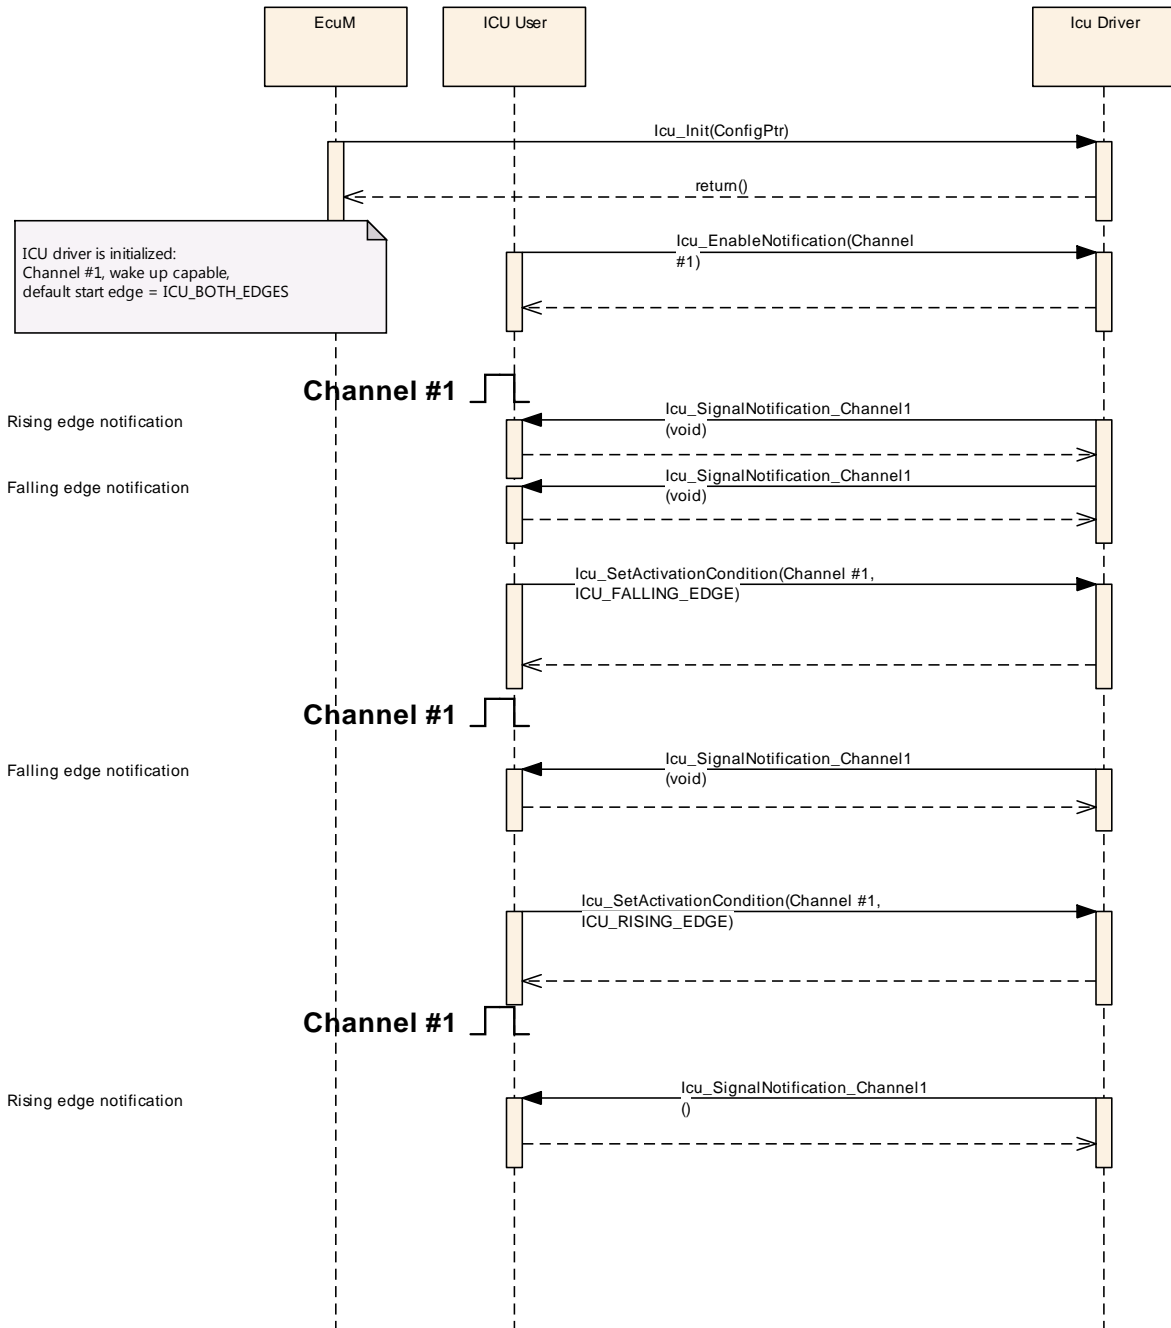 EcuM
ICU User
Icu Driver
Icu_Init(ConfigPtr)
return()
ICU driver is initialized:
Channel #1, wake up capable,
default start edge = ICU_BOTH_EDGES
Icu_EnableNotification(Channel
#1)
Channel #1
Rising edge notification
Icu_SignalNotification_Channel1
(void)
Falling edge notification
Icu_SignalNotification_Channel1
(void)
Icu_SetActivationCondition(Channel #1,
ICU_FALLING_EDGE)
Channel #1
Falling edge notification
Icu_SignalNotification_Channel1
(void)
Icu_SetActivationCondition(Channel #1,
ICU_RISING_EDGE)
Channel #1
Rising edge notification
Icu_SignalNotification_Channel1
()